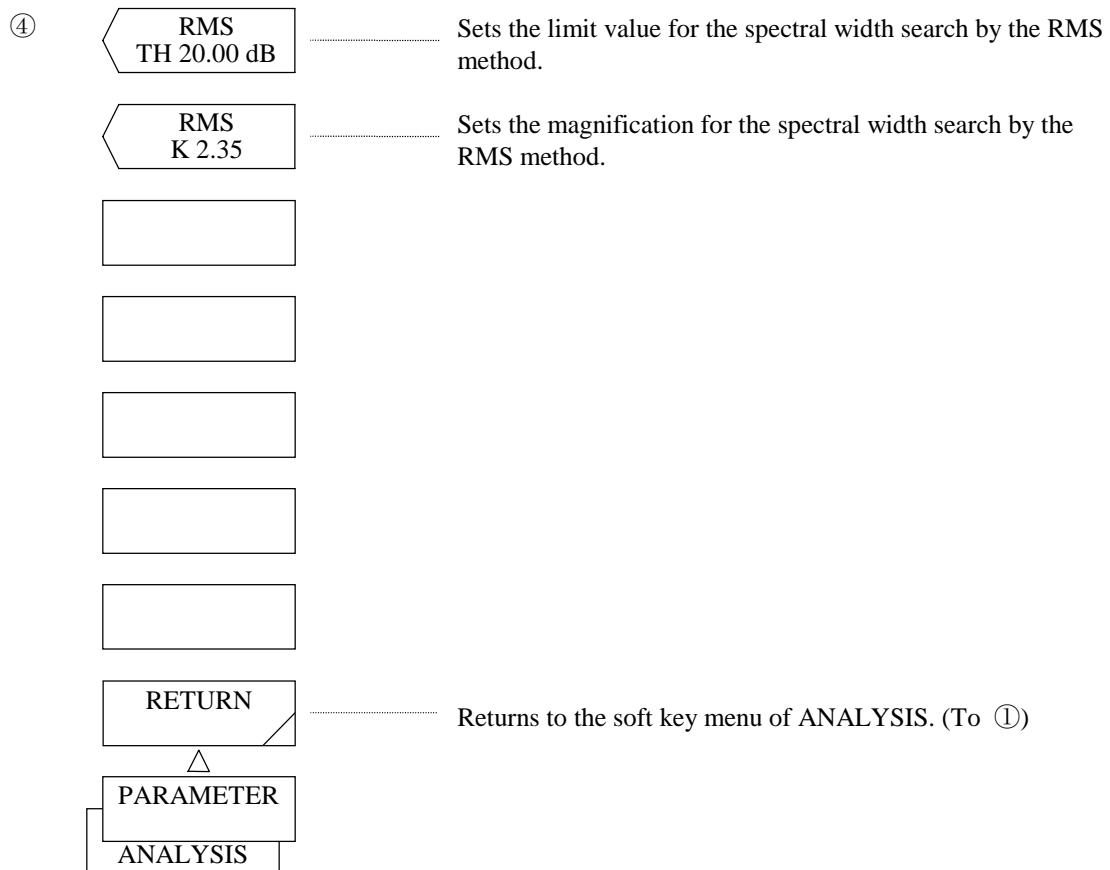 ④
RMS
TH 20.00 dB
Sets the limit value for the spectral width search by the RMS
method.
RMS
K 2.35
Sets the magnification for the spectral width search by the
RMS method.
RETURN
Returns to the soft key menu of ANALYSIS. (To ①)
PARAMETER
ANALYSIS